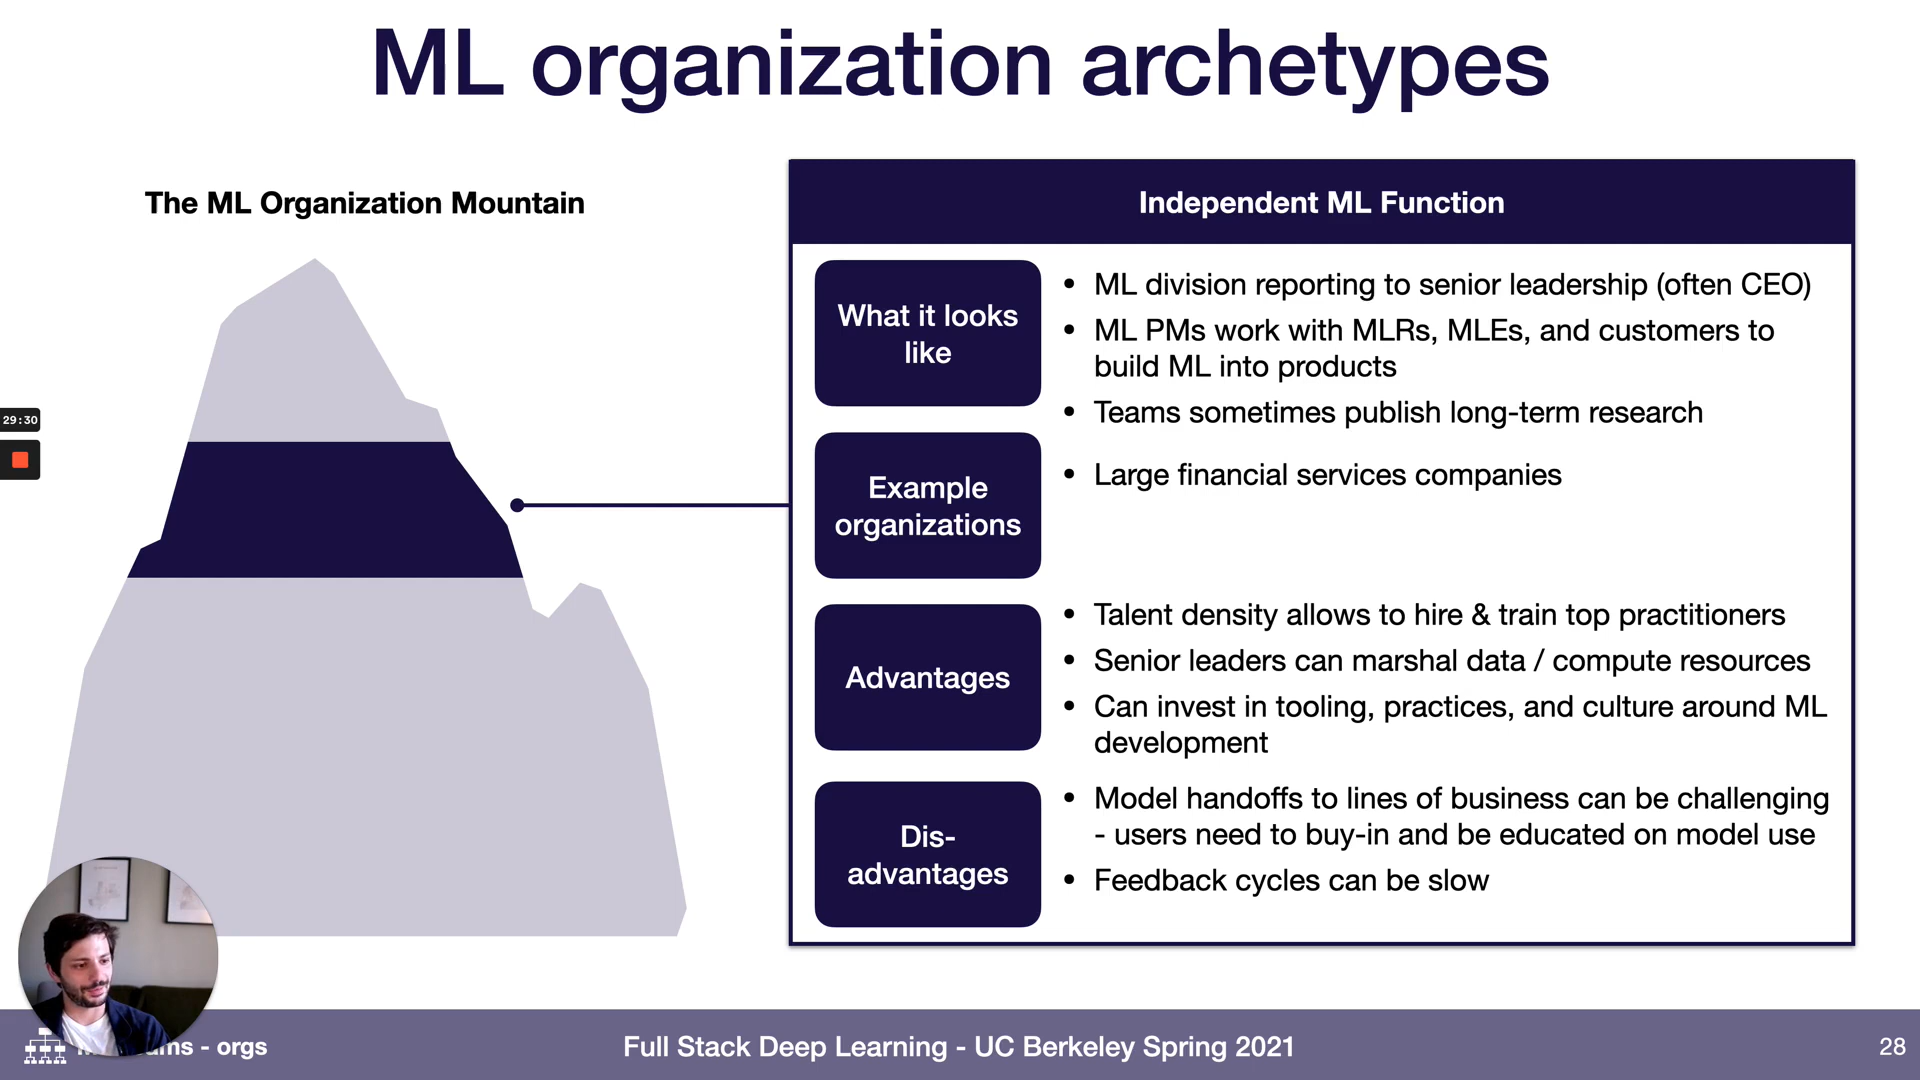 ML organization archetypes
The ML Organization Mountain
Independent ML Function
What it looks
like
• ML division reporting to senior leadership (often CEO)
• ML PMs work with MLRs, MLEs, and customers to
build ML into products
• Teams sometimes publish long-term research
Example
organizations
• Large financial services companies
Advantages
• Talent density allows to hire & train top practitioners
• Senior leaders can marshal data / compute resources
• Can invest in tooling, practices, and culture around ML
development
Dis-
advantages
• Model handoffs to lines of business can be challenging
- users need to buy-in and be educated on model use
• Feedback cycles can be slow
29:30
- orgs
Full Stack Deep Learning - UC Berkeley Spring 2021
28